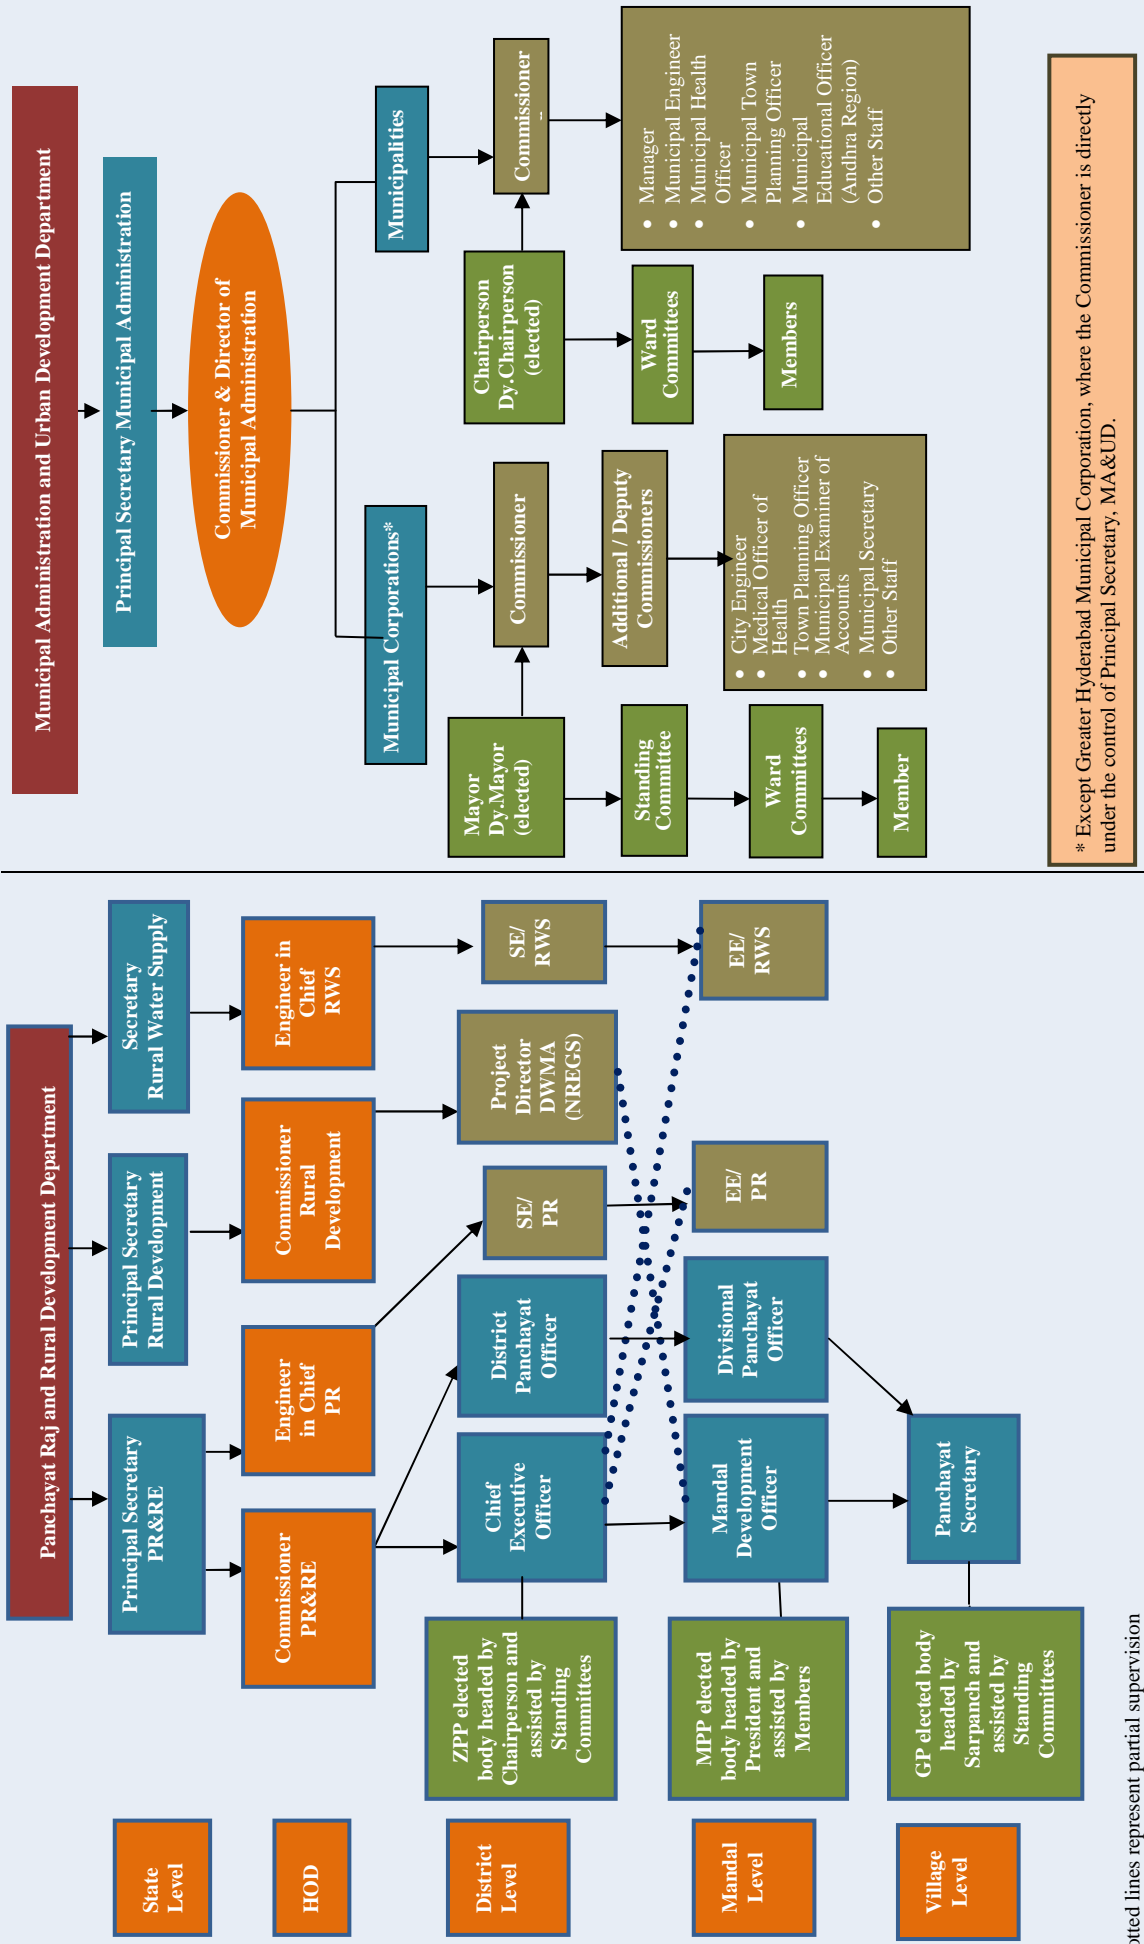 Panchayat Raj and Rural Development Department
Principal Secretary
PR&RE
Principal Secretary
Rural Development
Secretary
Rural Water Supply
State
Level
Commissioner
PR&RE
Engineer
in Chief
PR
Commissioner
Rural
Development
Engineer in
Chief
RWS
HOD
ZPP elected
body headed by
Chairperson and
assisted by
Standing
Committees
Chief
Executive
Officer
District
Panchayat
Officer
SE/
PR
Project
Director
DWMA
(NREGS)
SE/
RWS
District
Level
MPP elected
body headed by
President and
assisted by
Members
Mandal
Development
Officer
Divisional
Panchayat
Officer
EE/
PR
EE/
RWS
Mandal
Level
GP elected body
headed by
Sarpanch and
assisted by
Standing
Committees
Panchayat
Secretary
Village
Level
otted lines represent partial supervision
Municipal Administration and Urban Development Department
Principal Secretary Municipal Administration
Commissioner & Director of
Municipal Administration
Municipal Corporations*
Municipalities
Mayor
Dy.Mayor
(elected)
Commissioner
Standing
Committee
Additional / Deputy
Commissioners
Ward
Committees
Member
• City Engineer
• Medical Officer of
Health
• Town Planning Officer
• Municipal Examiner of
Accounts
• Municipal Secretary
• Other Staff
Chairperson
Dy.Chairperson
(elected)
Commissioner
Ward
Committees
Members
• Manager
• Municipal Engineer
• Municipal Health
Officer
• Municipal Town
Planning Officer
• Municipal
Educational Officer
(Andhra Region)
• Other Staff
* Except Greater Hyderabad Municipal Corporation, where the Commissioner is directly
under the control of Principal Secretary, MA&UD.